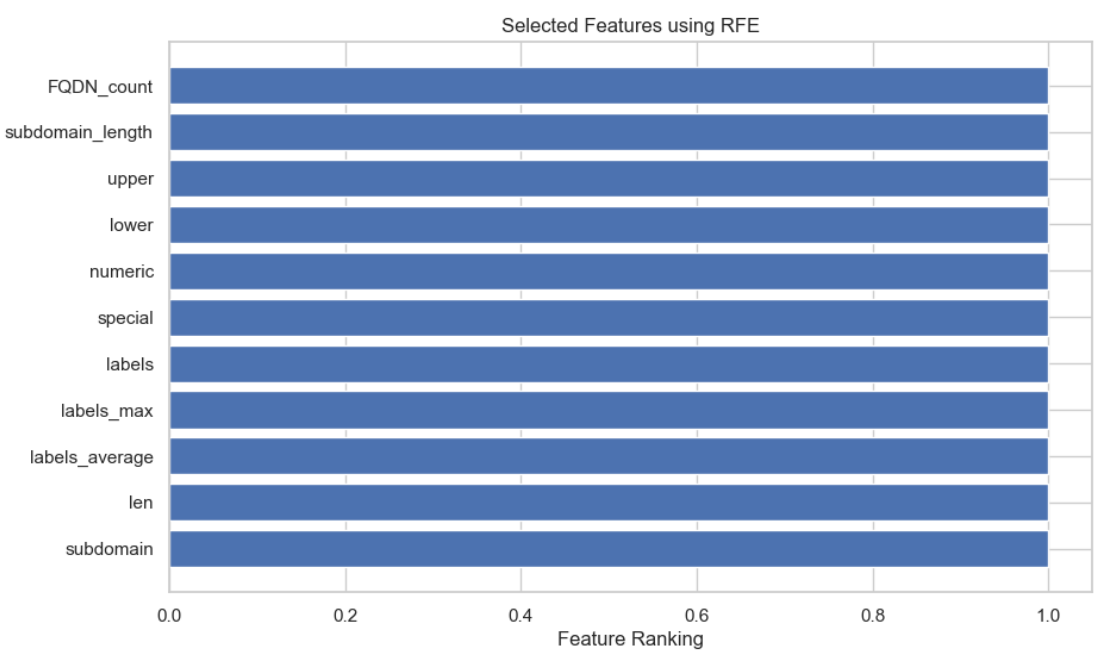 Selected Features using RFE
FQDN_count
subdomain_length
upper
lower
numeric
special
labels
labels_max
labels_average
len
subdomain
0.0 0.2 0.4 0.6 0.8 1.0
Feature Ranking